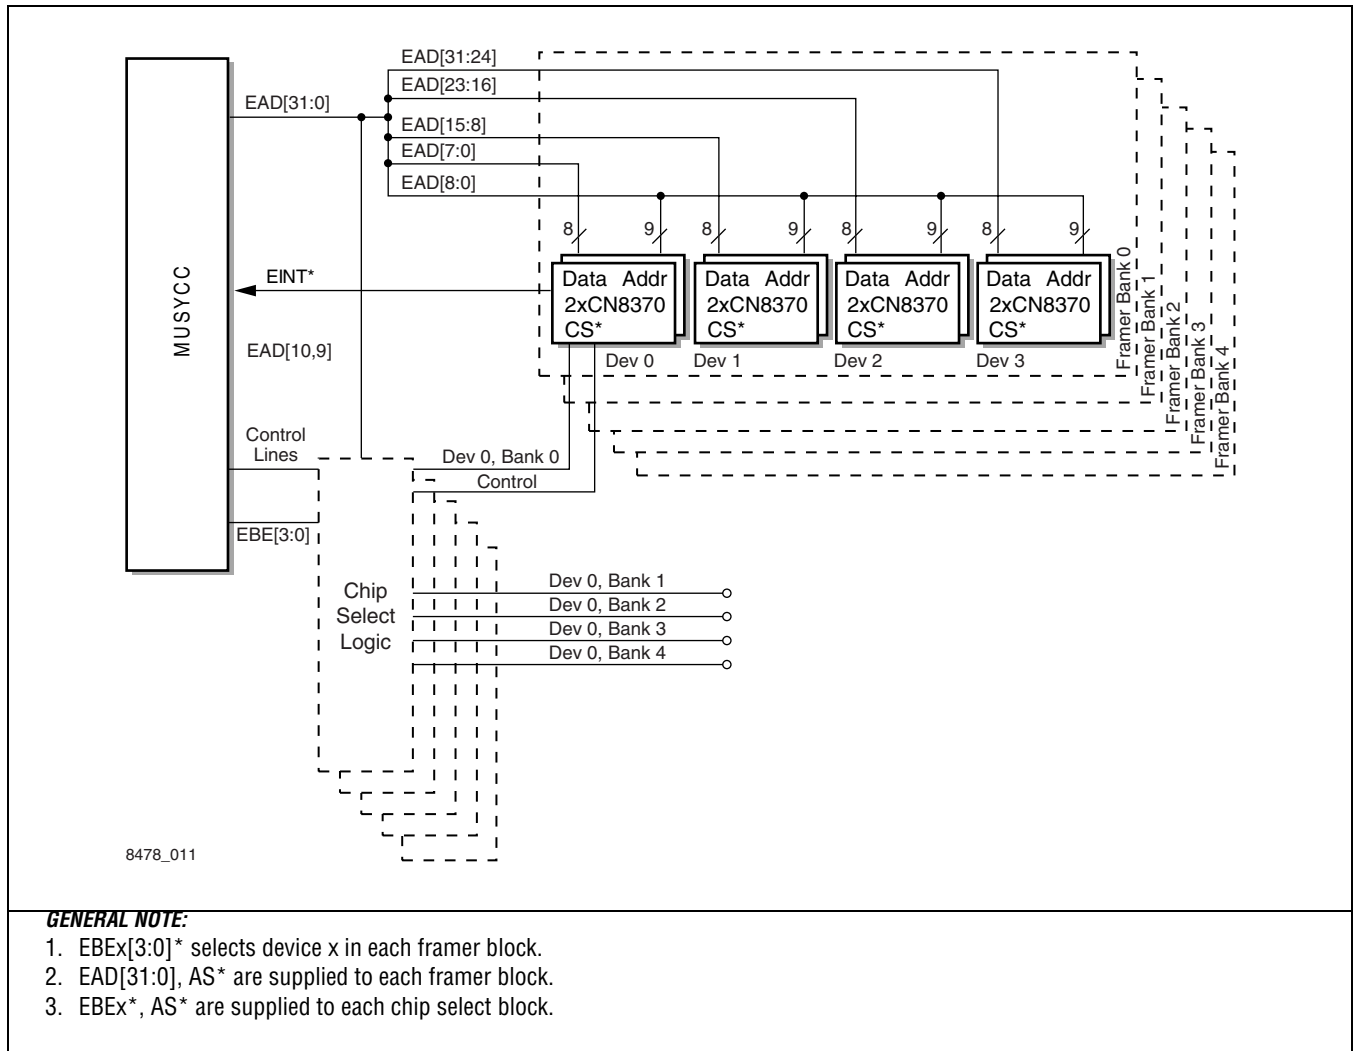 EAD[31:24]
EAD[23:16]
EAD[31:0]
EAD[15:8]
EAD[7:0]
EAD[8:0]
8 9 8 9 8 9 8 9
MUSYCC
EINT*
Data Addr
2xCN8370
CS*
Data Addr
2xCN8370
CS*
Data Addr
2xCN8370
CS*
Data Addr
2xCN8370
CS*
Dev 0
Dev 1
Dev 2
Dev 3
Framer Bank 0
Framer Bank 1
Framer Bank 2
Framer Bank 3
Framer Bank 4
EAD[10,9]
Control
Lines
EBE[3:0]
Dev 0, Bank 0
Control
Chip
Select
Logic
Dev 0, Bank 1
Dev 0, Bank 2
Dev 0, Bank 3
Dev 0, Bank 4
8478_011
GENERAL NOTE:
1. EBEx[3:0]* selects device x in each framer block.
2. EAD[31:0], AS* are supplied to each framer block.
3. EBEx*, AS* are supplied to each chip select block.